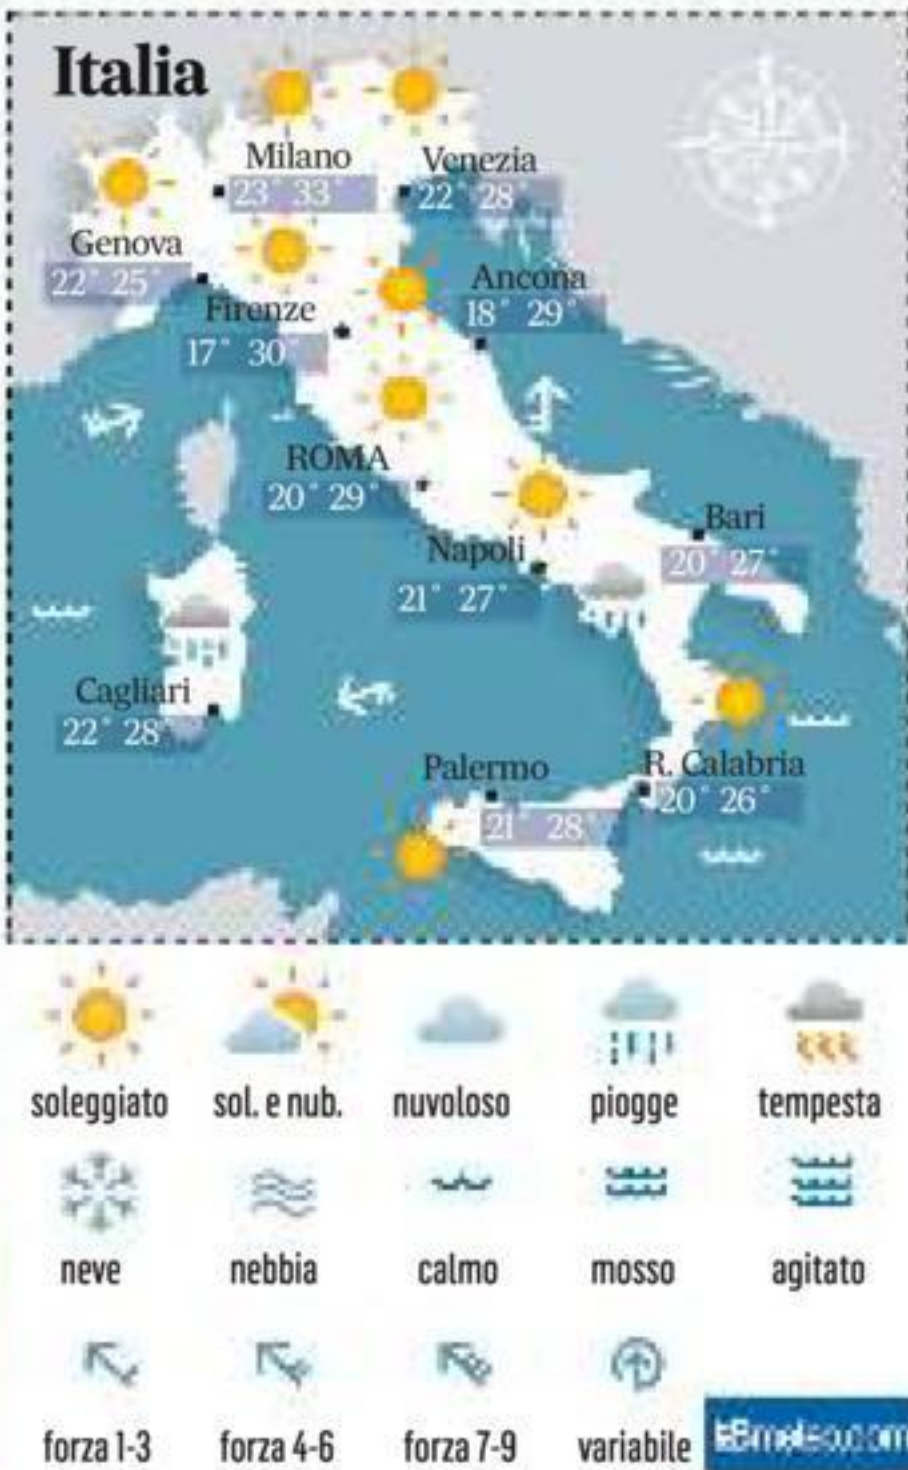 Italia
Milano
23° 33°
Venezia
22° 28°
Genova
22° 25°
Firenze
17° 30°
Ancona
18° 29°
ROMA
20° 29°
Napoli
21° 27°
Bari
20° 27°
Cagliari
22° 28°
Palermo
21° 28°
R. Calabria
20° 26°
soleggiato sol. e nub. nuvoloso piogge tempesta
neve nebbia calmo mosso agitato
forza 1-3 forza 4-6 forza 7-9 variabile